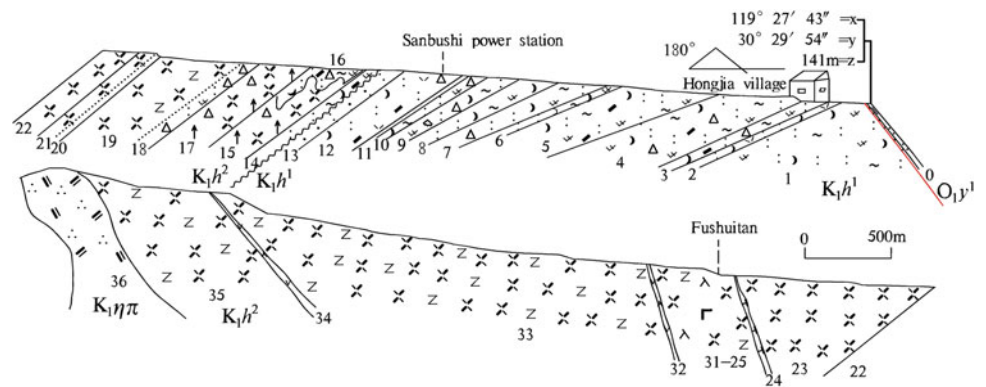 119° 27′ 43″ =x
30° 29′ 54″ =y
141m=z
180°
Sanbushi power station
Hongjia village
16
22 21 20 19 18 17 15 14 13 12 11 10 9 8 7 6 5 4 3 2 1 0
K₁h² K₁h¹ K₁h¹ O₁y¹
Fushuitan
0 500m
36 35 34 33 32 31–25 24 23 22
K₁ηπ K₁h²